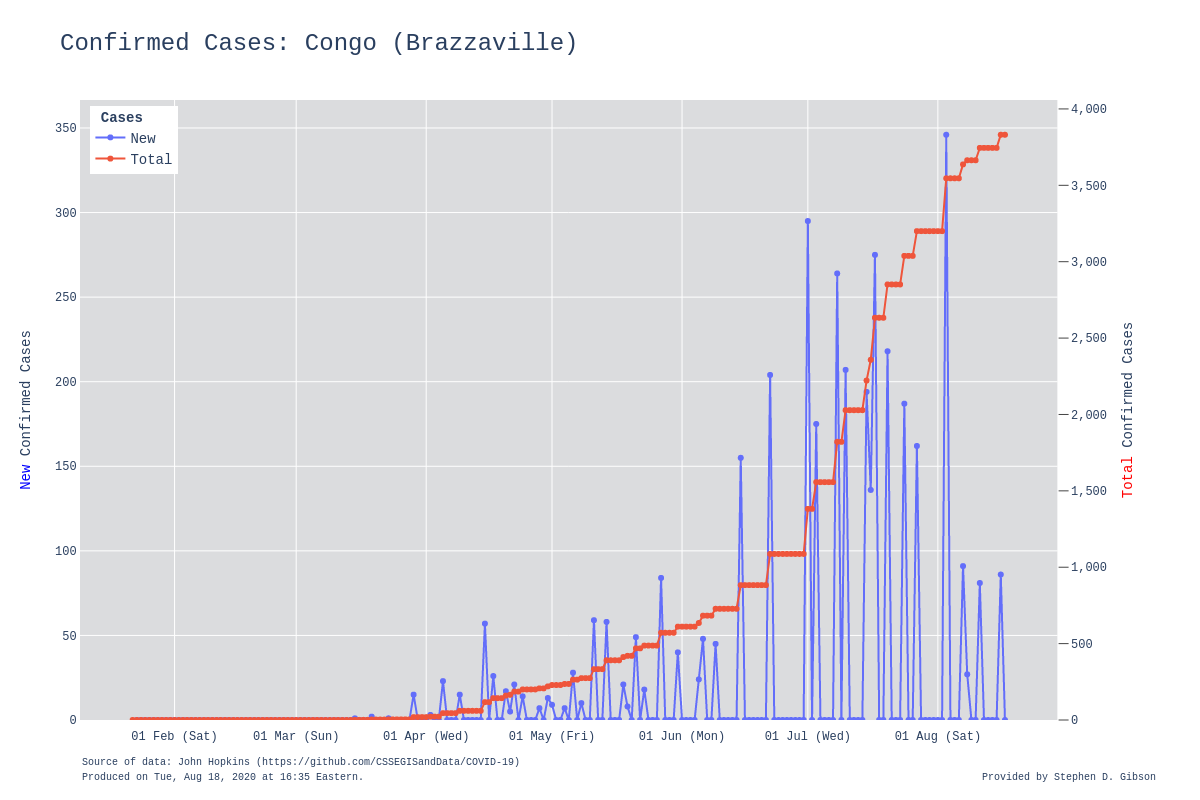 Confirmed Cases: Congo (Brazzaville)
Cases
New
Total
350
300
250
200
150
100
50
0
4,000
3,500
3,000
2,500
2,000
1,500
1,000
500
0
New Confirmed Cases
Total Confirmed Cases
01 Feb (Sat) 01 Mar (Sun) 01 Apr (Wed) 01 May (Fri) 01 Jun (Mon) 01 Jul (Wed) 01 Aug (Sat)
Source of data: John Hopkins (https://github.com/CSSEGISandData/COVID-19)
Produced on Tue, Aug 18, 2020 at 16:35 Eastern.
Provided by Stephen D. Gibson